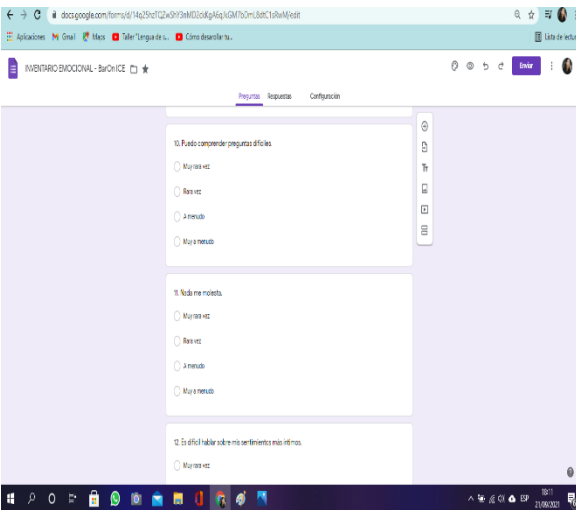 docs.google.com/forms/d/14q25hzTQ2wShY3nMD2dKgA6qJkGM7bDmL8dtC1sRwM/edit
Aplicaciones Gmail Maps Taller "Lengua de s... Cómo desarrollar tu... Lista de lectura
INVENTARIO EMOCIONAL - BarOn ICE Enviar
Preguntas Respuestas Configuración
10. Puedo comprender preguntas difíciles.
Muy rara vez
Rara vez
A menudo
Muy a menudo
11. Nada me molesta.
Muy rara vez
Rara vez
A menudo
Muy a menudo
12. Es difícil hablar sobre mis sentimientos más íntimos.
Muy rara vez
ESP
18:11
21/09/2021